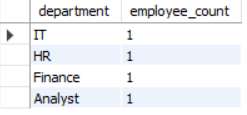 department employee_count
IT 1
HR 1
Finance 1
Analyst 1